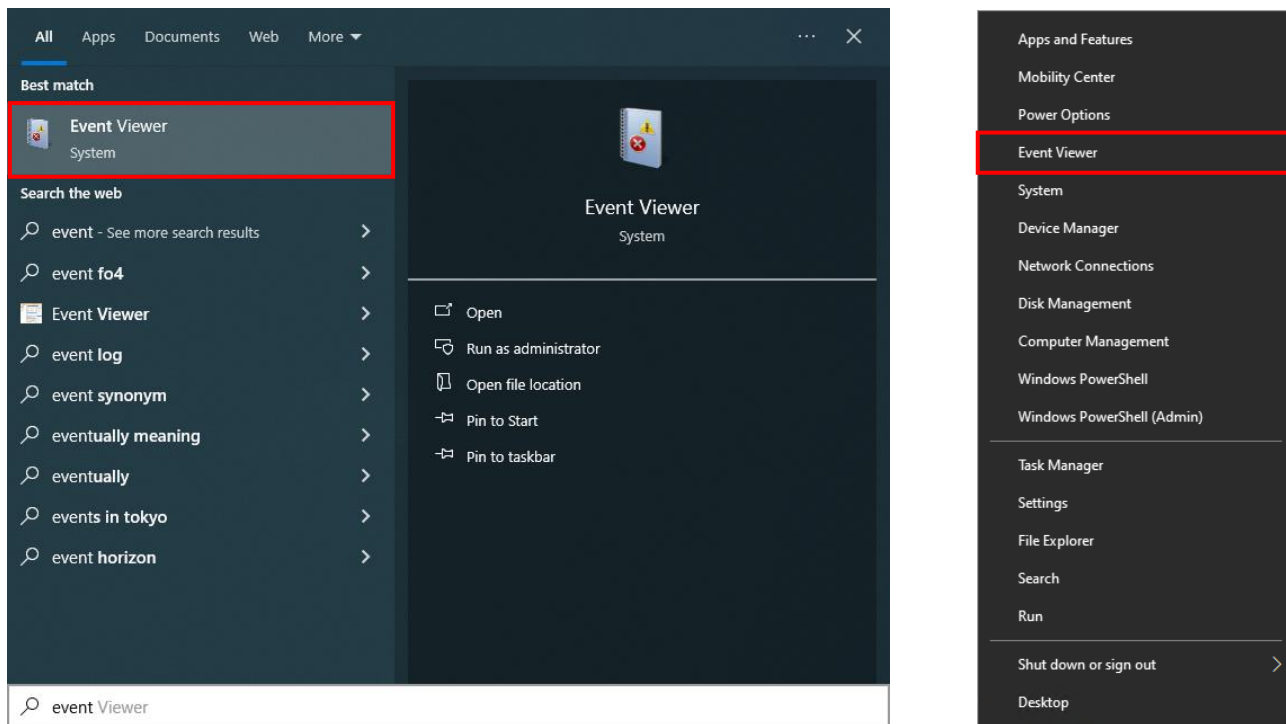 All Apps Documents Web More
Best match
Event Viewer
System
Search the web
event - See more search results
event fo4
Event Viewer
event log
event synonym
eventually meaning
eventually
events in tokyo
event horizon
event Viewer
Event Viewer
System
Open
Run as administrator
Open file location
Pin to Start
Pin to taskbar
Apps and Features
Mobility Center
Power Options
Event Viewer
System
Device Manager
Network Connections
Disk Management
Computer Management
Windows PowerShell
Windows PowerShell (Admin)
Task Manager
Settings
File Explorer
Search
Run
Shut down or sign out
Desktop